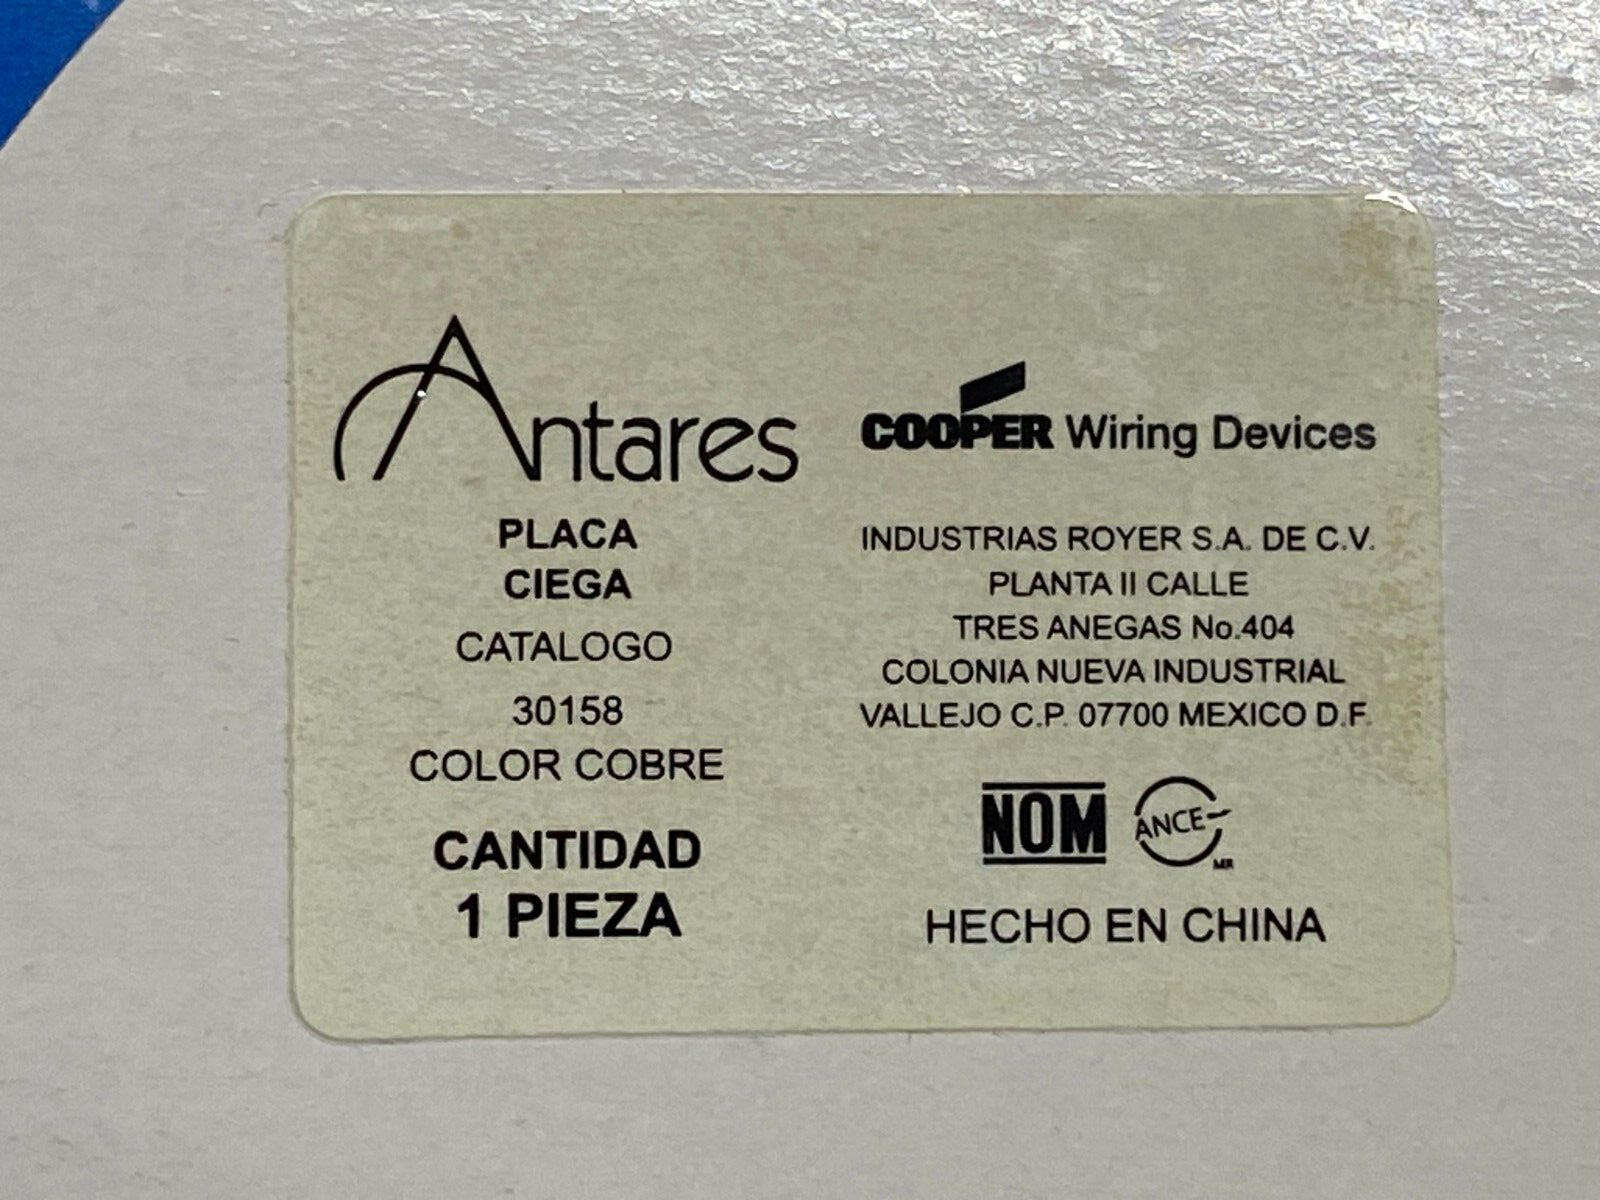 Antares
PLACA
CIEGA
CATALOGO
30158
COLOR COBRE
CANTIDAD
1 PIEZA
COOPER Wiring Devices
INDUSTRIAS ROYER S.A. DE C.V.
PLANTA II CALLE
TRES ANEGAS No.404
COLONIA NUEVA INDUSTRIAL
VALLEJO C.P. 07700 MEXICO D.F.
NOM ANCE MR
HECHO EN CHINA